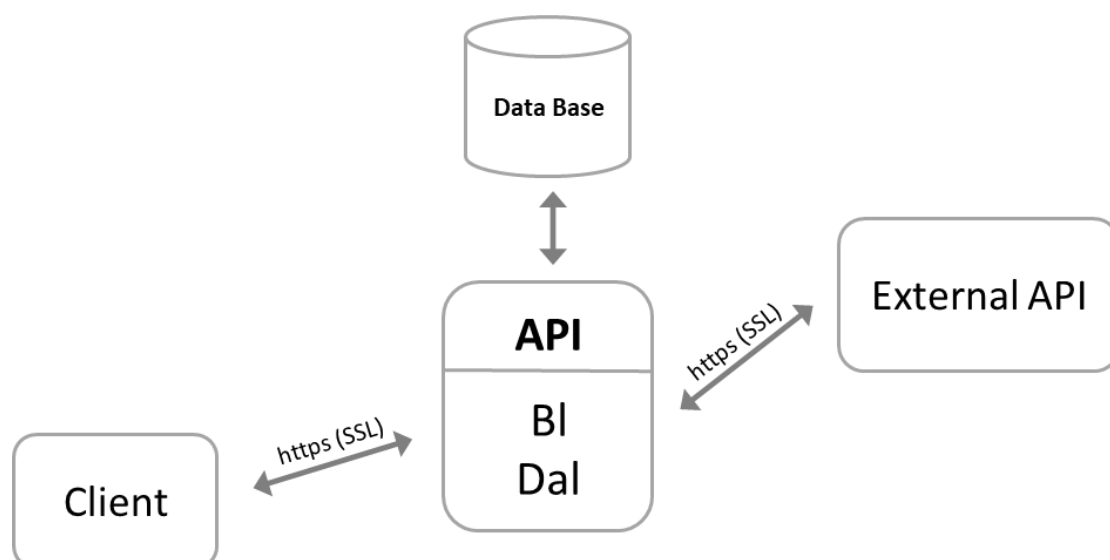 Data Base
API
Bl
Dal
https (SSL)
External API
https (SSL)
Client